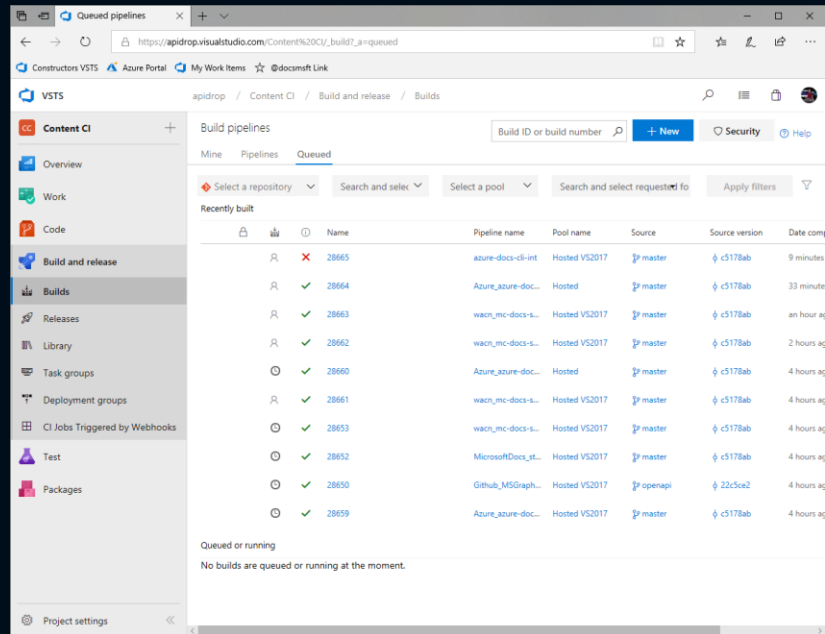 Queued pipelines
https://apidrop.visualstudio.com/Content%20CI/_build?_a=queued
Constructors VSTS Azure Portal My Work Items @docsmsft Link
VSTS
apidrop / Content CI / Build and release / Builds
CC Content CI
Build pipelines
Build ID or build number + New Security Help
Mine Pipelines Queued
Overview
Work
Code
Build and release
Builds
Releases
Library
Task groups
Deployment groups
CI Jobs Triggered by Webhooks
Test
Packages
Project settings
Select a repository Search and selec Select a pool Search and select requested fo Apply filters
Recently built
Name Pipeline name Pool name Source Source version Date comp
28665 azure-docs-cli-int Hosted VS2017 master c5178ab 9 minutes
28664 Azure_azure-doc... Hosted master c5178ab 33 minute
28663 wacn_mc-docs-s... Hosted VS2017 master c5178ab an hour ag
28662 wacn_mc-docs-s... Hosted VS2017 master c5178ab 2 hours ag
28660 Azure_azure-doc... Hosted master c5178ab 4 hours ag
28661 wacn_mc-docs-s... Hosted VS2017 master c5178ab 4 hours ag
28653 wacn_mc-docs-s... Hosted VS2017 master c5178ab 4 hours ag
28652 MicrosoftDocs_st... Hosted VS2017 master c5178ab 4 hours ag
28650 Github_MSGraph... Hosted VS2017 openapi 22c5ce2 4 hours ag
28659 Azure_azure-doc... Hosted VS2017 master c5178ab 4 hours ag
Queued or running
No builds are queued or running at the moment.